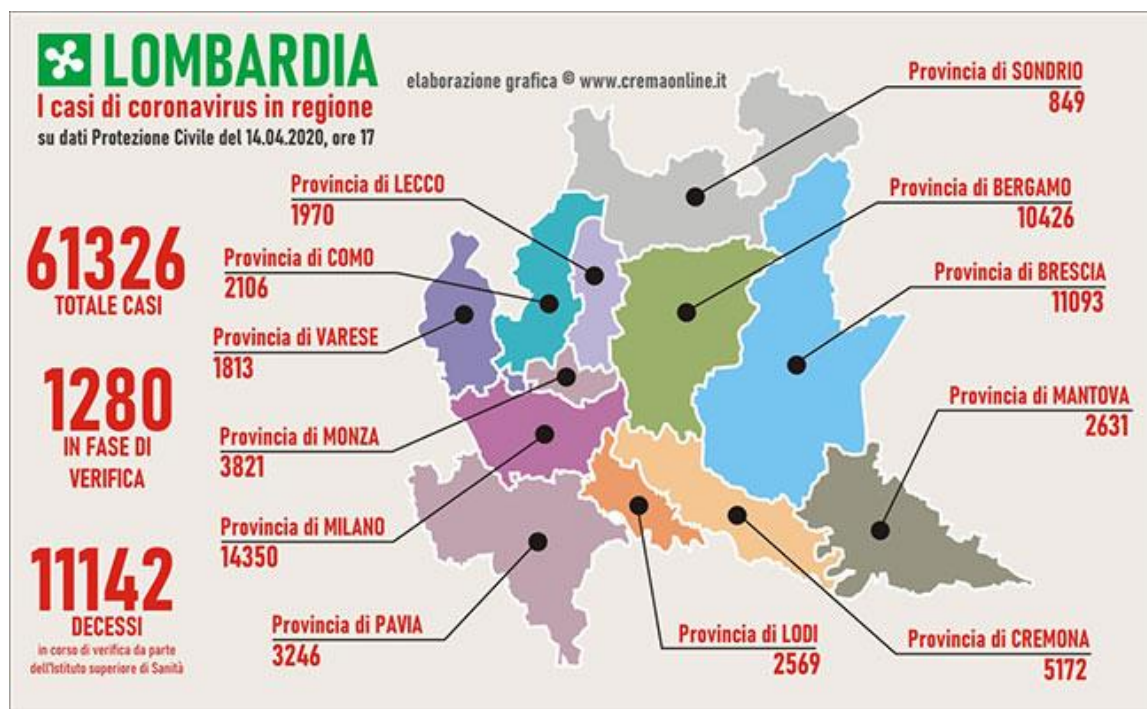 LOMBARDIA
I casi di coronavirus in regione
su dati Protezione Civile del 14.04.2020, ore 17
elaborazione grafica © www.cremaonline.it
61326
TOTALE CASI
1280
IN FASE DI
VERIFICA
11142
DECESSI
in corso di verifica da parte
dell'Istituto superiore di Sanità
Provincia di SONDRIO
849
Provincia di LECCO
1970
Provincia di BERGAMO
10426
Provincia di COMO
2106
Provincia di BRESCIA
11093
Provincia di VARESE
1813
Provincia di MANTOVA
2631
Provincia di MONZA
3821
Provincia di MILANO
14350
Provincia di PAVIA
3246
Provincia di LODI
2569
Provincia di CREMONA
5172